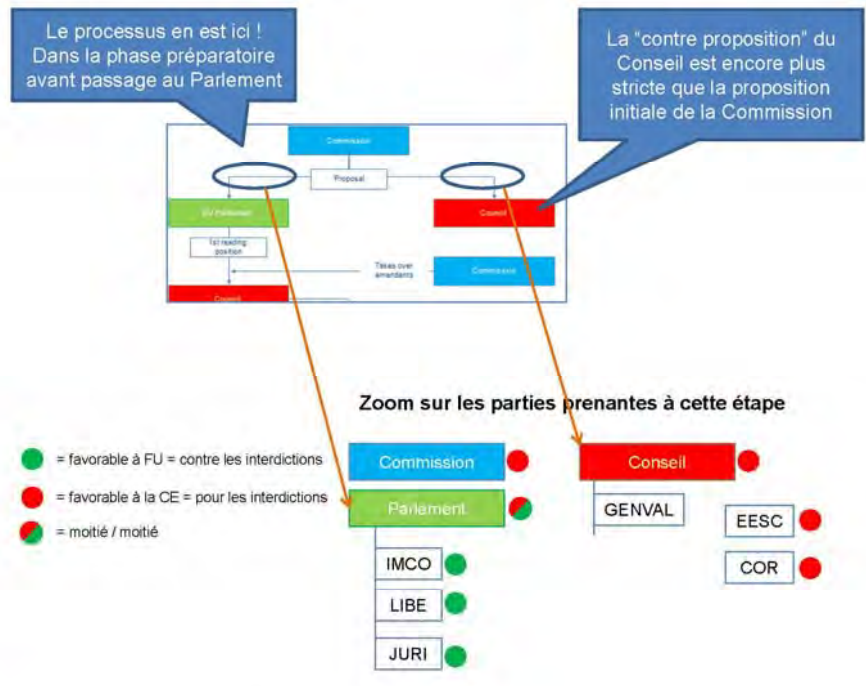 Le processus en est ici !
Dans la phase préparatoire
avant passage au Parlement
La "contre proposition" du
Conseil est encore plus
stricte que la proposition
initiale de la Commission
Commission
Proposal
EU Parlement
Council
1st reading
position
Takes over
amendants
Commission
Conseil
Zoom sur les parties prenantes à cette étape
= favorable à FU = contre les interdictions
= favorable à la CE = pour les interdictions
= moitié / moitié
Commission
Parlement
IMCO
LIBE
JURI
Conseil
GENVAL
EESC
COR